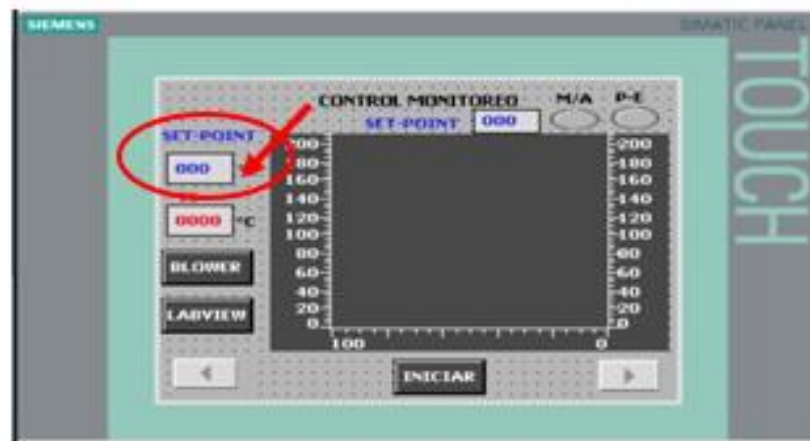 SIEMENS
SIMATIC PANEL
TOUCH
CONTROL MONITOREO M/A P-E
SET-POINT 000
SET-POINT
000
0000 °C
BLOWER
LABVIEW
200 200
180 180
160 160
140 140
120 120
100 100
80 80
60 60
40 40
20 20
0 0
100 0
INICIAR